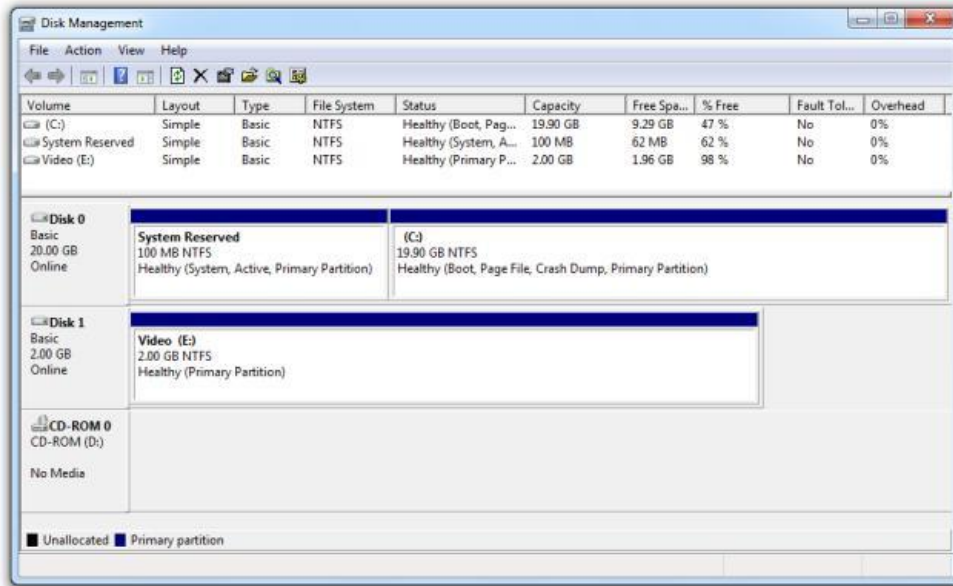 Disk Management
File Action View Help
Volume Layout Type File System Status Capacity Free Spa... % Free Fault Tol... Overhead
(C:) Simple Basic NTFS Healthy (Boot, Pag... 19.90 GB 9.29 GB 47 % No 0%
System Reserved Simple Basic NTFS Healthy (System, A... 100 MB 62 MB 62 % No 0%
Video (E:) Simple Basic NTFS Healthy (Primary P... 2.00 GB 1.96 GB 98 % No 0%
Disk 0
Basic
20.00 GB
Online
System Reserved
100 MB NTFS
Healthy (System, Active, Primary Partition)
(C:)
19.90 GB NTFS
Healthy (Boot, Page File, Crash Dump, Primary Partition)
Disk 1
Basic
2.00 GB
Online
Video (E:)
2.00 GB NTFS
Healthy (Primary Partition)
CD-ROM 0
CD-ROM (D:)
No Media
Unallocated Primary partition